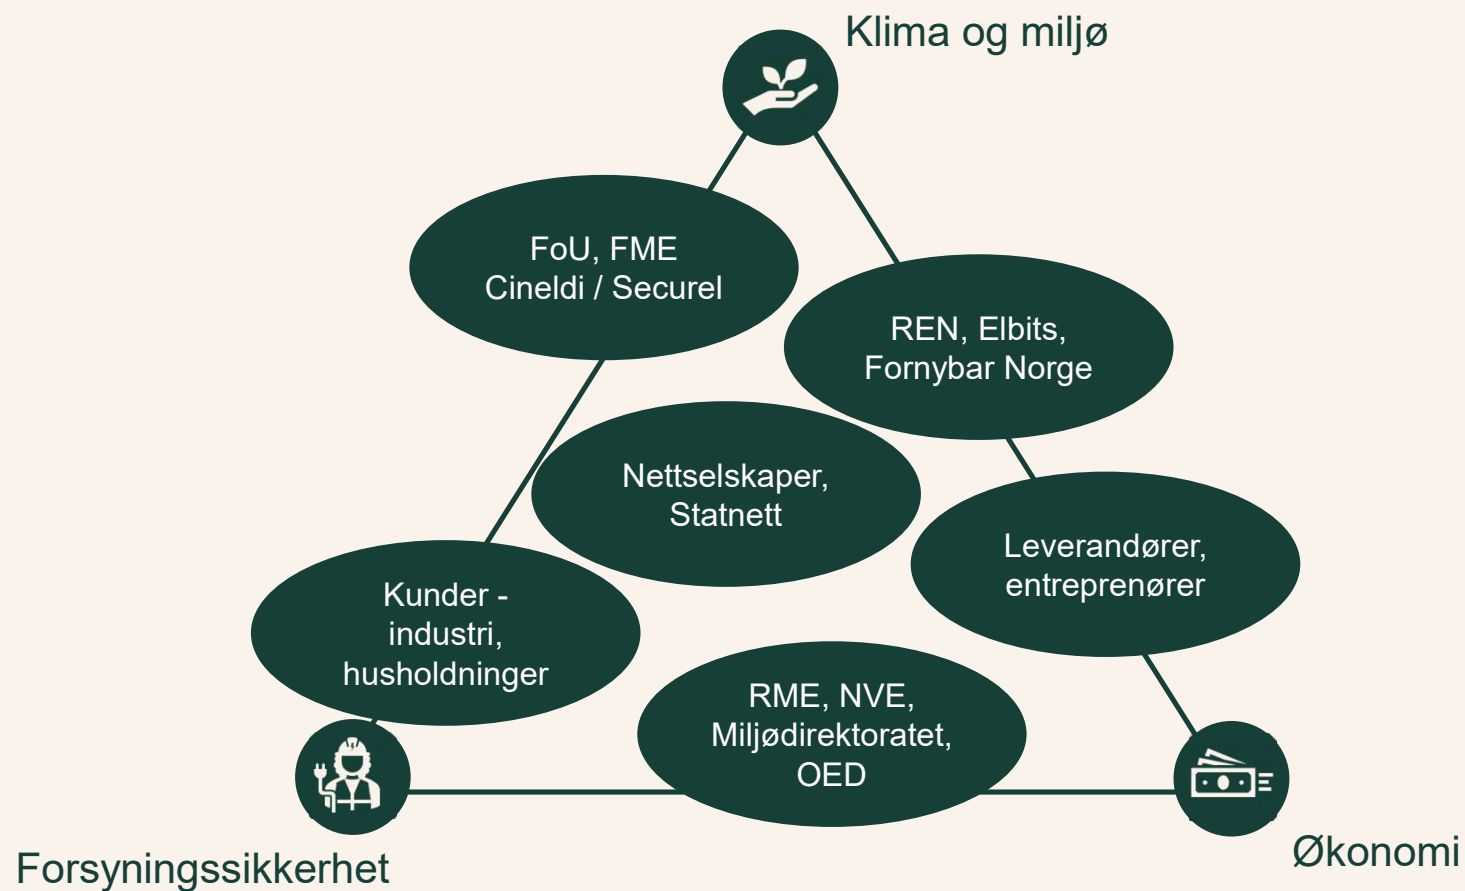 Klima og miljø
FoU, FME
Cineldi / Securel
REN, Elbits,
Fornybar Norge
Nettselskaper,
Statnett
Leverandører,
entreprenører
Kunder -
industri,
husholdninger
RME, NVE,
Miljødirektoratet,
OED
Forsyningssikkerhet
Økonomi